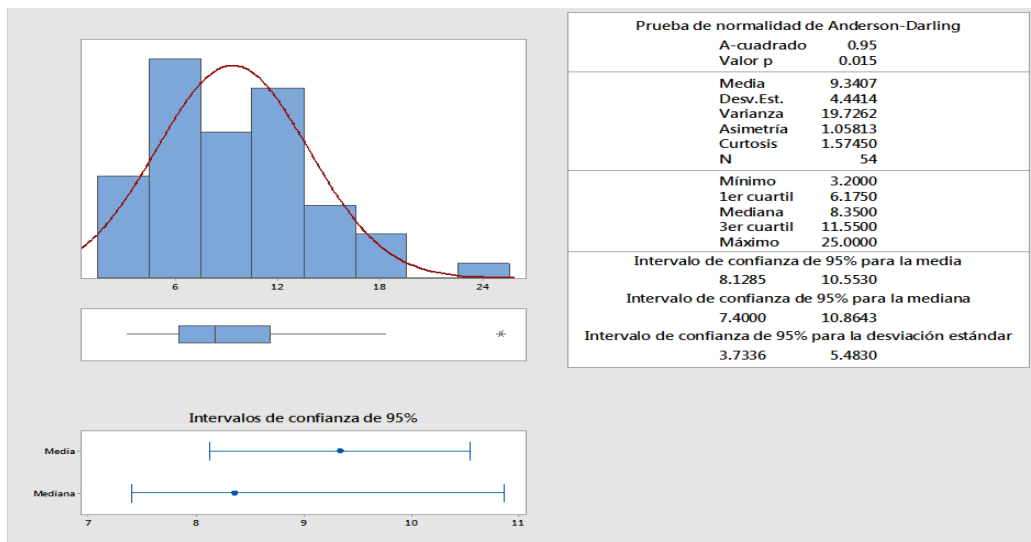 Prueba de normalidad de Anderson-Darling
A-cuadrado 0.95
Valor p 0.015
Media 9.3407
Desv.Est. 4.4414
Varianza 19.7262
Asimetría 1.05813
Curtosis 1.57450
N 54
Mínimo 3.2000
1er cuartil 6.1750
Mediana 8.3500
3er cuartil 11.5500
Máximo 25.0000
Intervalo de confianza de 95% para la media
8.1285 10.5530
Intervalo de confianza de 95% para la mediana
7.4000 10.8643
Intervalo de confianza de 95% para la desviación estándar
3.7336 5.4830
6 12 18 24
Intervalos de confianza de 95%
Media
Mediana
7 8 9 10 11